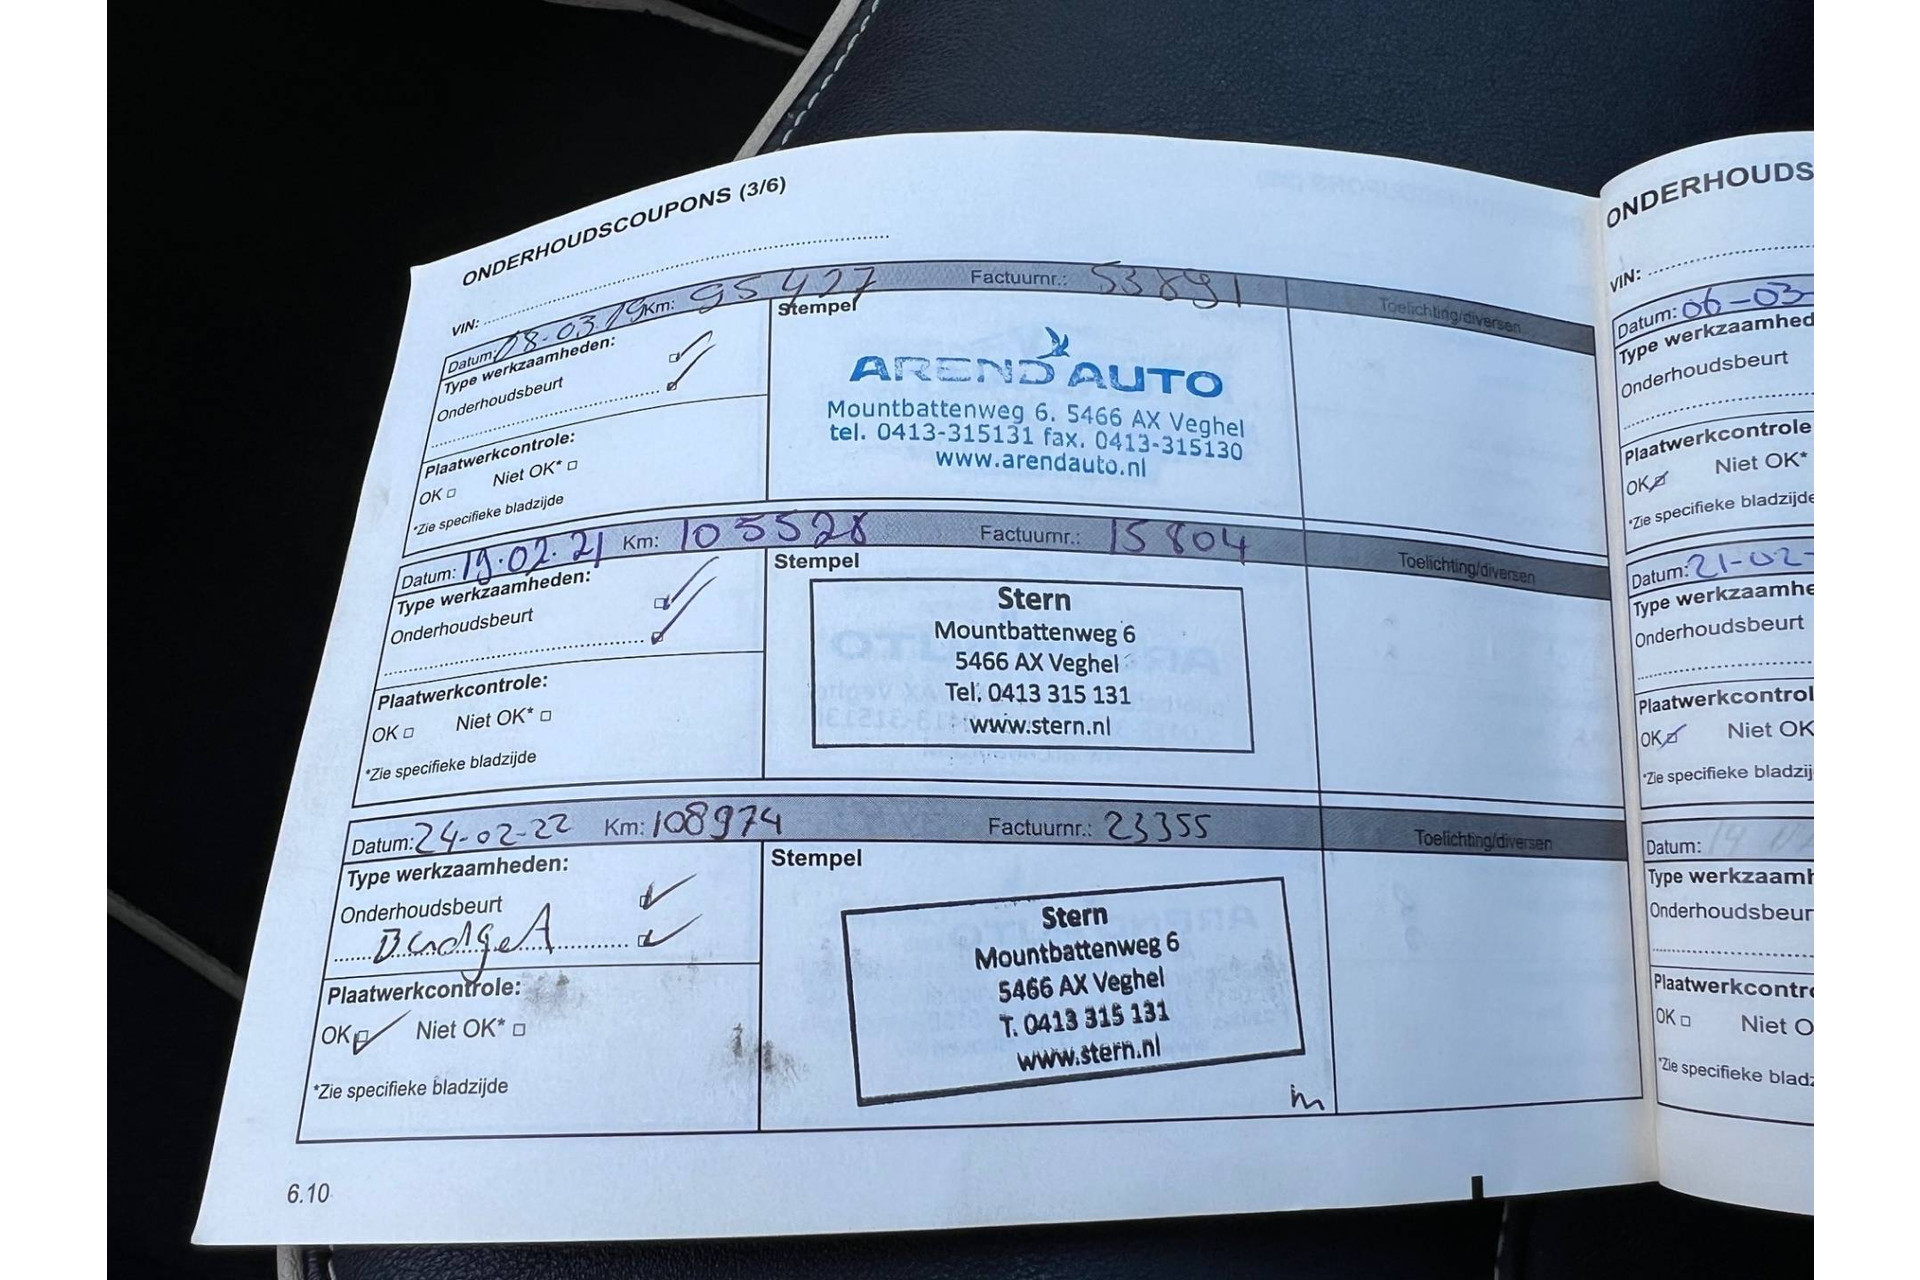 ONDERHOUDSCOUPONS (3/6)
VIN:
Datum: 08-03-19 Km: 95427 Factuurnr.: 53891 Toelichting/diversen
Type werkzaamheden:
Onderhoudsbeurt
Plaatwerkcontrole:
OK Niet OK*
*Zie specifieke bladzijde
Stempel
AREND AUTO
Mountbattenweg 6. 5466 AX Veghel
tel. 0413-315131 fax. 0413-315130
www.arendauto.nl
Datum: 19.02.21 Km: 105528 Factuurnr.: 15804 Toelichting/diversen
Type werkzaamheden:
Onderhoudsbeurt
Plaatwerkcontrole:
OK Niet OK*
*Zie specifieke bladzijde
Stempel
Stern
Mountbattenweg 6
5466 AX Veghel
Tel. 0413 315 131
www.stern.nl
Datum: 24-02-22 Km: 108974 Factuurnr.: 23355 Toelichting/diversen
Type werkzaamheden:
Onderhoudsbeurt
Budget
Plaatwerkcontrole:
OK Niet OK*
*Zie specifieke bladzijde
Stempel
Stern
Mountbattenweg 6
5466 AX Veghel
T. 0413 315 131
www.stern.nl
6.10
ONDERHOUDS
VIN:
Datum: 06-03-
Type werkzaamhed
Onderhoudsbeurt
Plaatwerkcontrole
OK Niet OK*
*Zie specifieke bladzijde
Datum: 21-02-
Type werkzaamhe
Onderhoudsbeurt
Plaatwerkcontrol
OK Niet OK
*Zie specifieke bladzij
Datum: 19
Type werkzaamh
Onderhoudsbeur
Plaatwerkcontro
OK Niet O
*Zie specifieke bladz